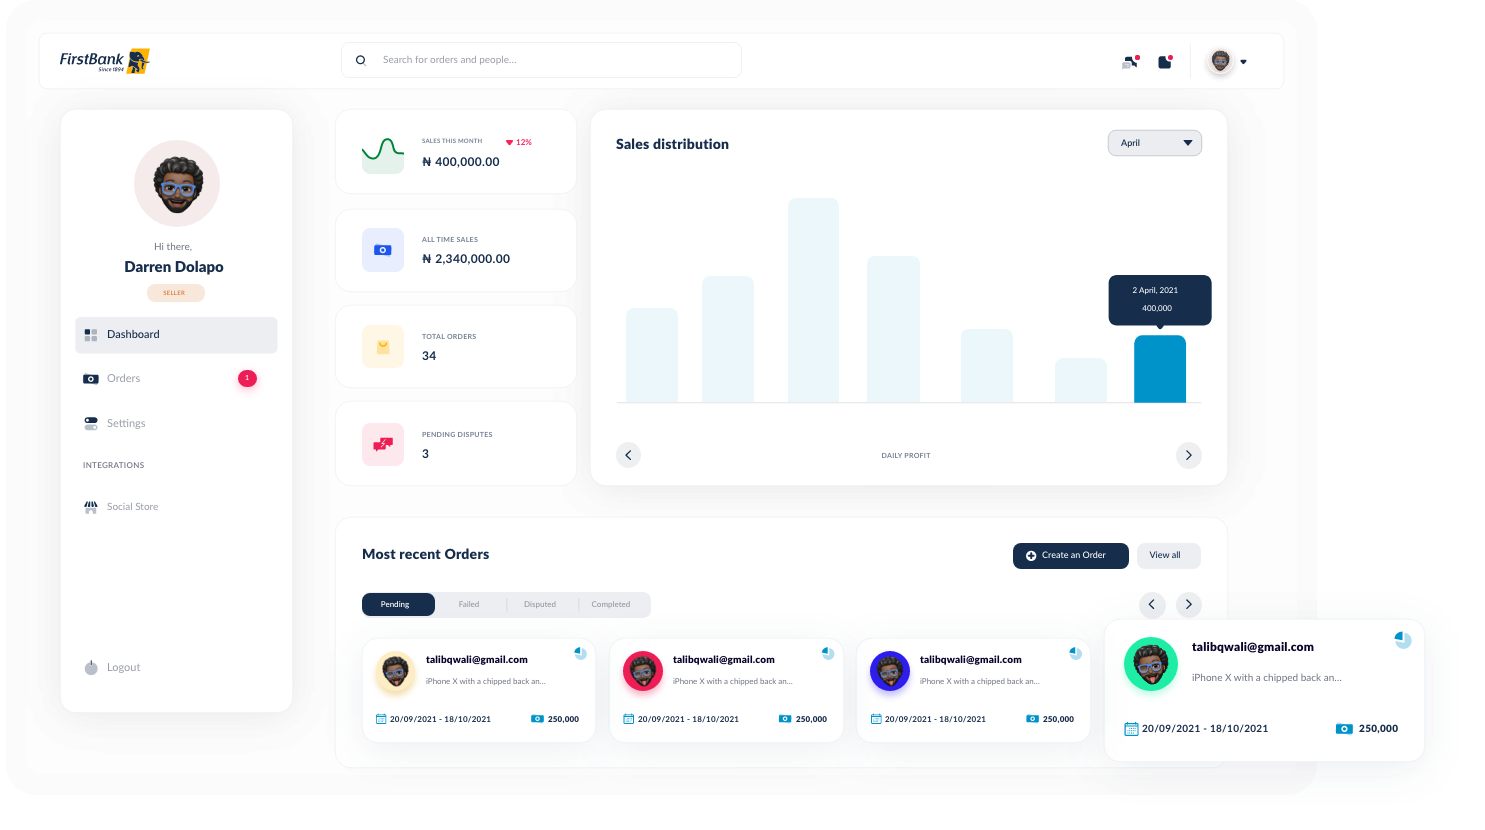 FirstBank
Since 1894
Search for orders and people...
Hi there,
Darren Dolapo
SELLER
Dashboard
Orders
1
Settings
INTEGRATIONS
Social Store
Logout
SALES THIS MONTH
12%
₦ 400,000.00
ALL TIME SALES
₦ 2,340,000.00
TOTAL ORDERS
34
PENDING DISPUTES
3
Sales distribution
April
2 April, 2021
400,000
DAILY PROFIT
Most recent Orders
Create an Order
View all
Pending
Failed
Disputed
Completed
talibqwali@gmail.com
iPhone X with a chipped back an...
20/09/2021 - 18/10/2021
250,000
talibqwali@gmail.com
iPhone X with a chipped back an...
20/09/2021 - 18/10/2021
250,000
talibqwali@gmail.com
iPhone X with a chipped back an...
20/09/2021 - 18/10/2021
250,000
talibqwali@gmail.com
iPhone X with a chipped back an...
20/09/2021 - 18/10/2021
250,000